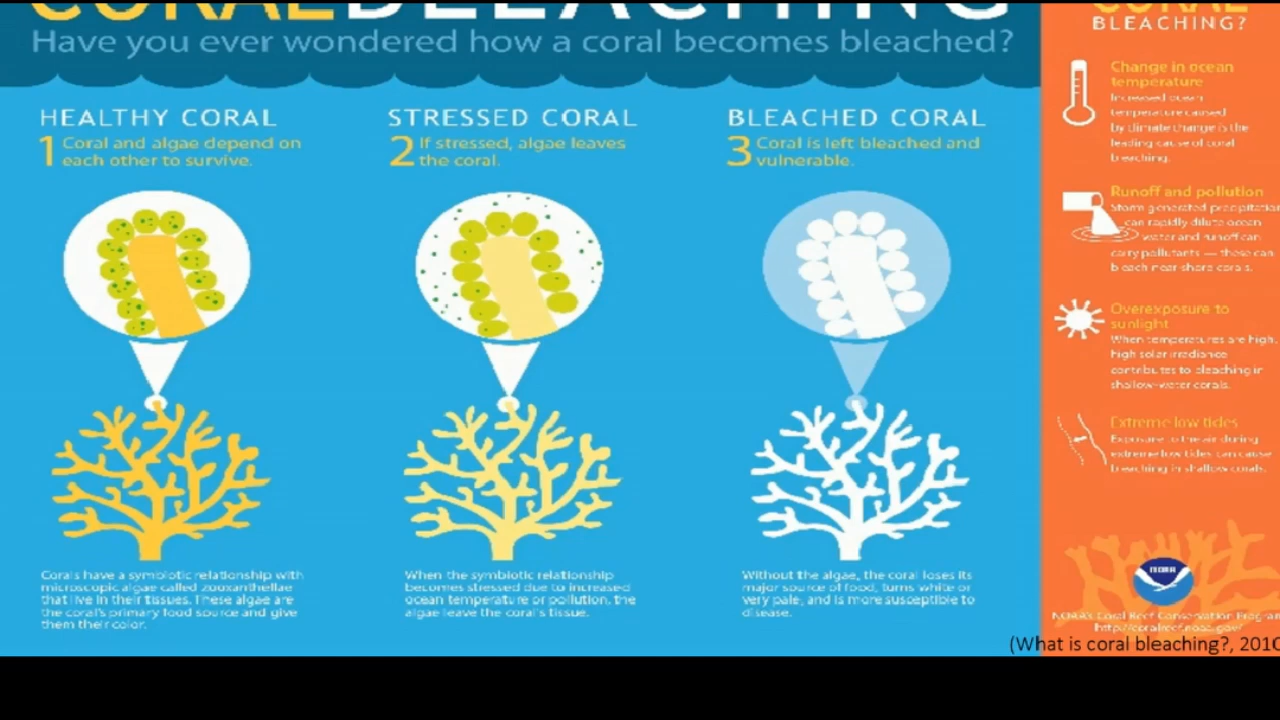 CORAL BLEACHING
Have you ever wondered how a coral becomes bleached?
HEALTHY CORAL
1 Coral and algae depend on
each other to survive.
Corals have a symbiotic relationship with
microscopic algae called zooxanthellae
that live in their tissues. These algae are
the coral's primary food source and give
them their color.
STRESSED CORAL
2 If stressed, algae leaves
the coral.
When the symbiotic relationship
becomes stressed due to increased
ocean temperature or pollution, the
algae leave the coral's tissue.
BLEACHED CORAL
3 Coral is left bleached and
vulnerable.
Without the algae, the coral loses its
major source of food, turns white or
very pale, and is more susceptible to
disease.
CORAL
BLEACHING?
Change in ocean
temperature
Increased ocean
temperature caused
by climate change is the
leading cause of coral
bleaching.
Runoff and pollution
Storm generated precipitation
can rapidly dilute ocean
water and runoff can
carry pollutants — these can
bleach near-shore corals.
Overexposure to
sunlight
When temperatures are high,
high solar irradiance
contributes to bleaching in
shallow-water corals.
Extreme low tides
Exposure to the air during
extreme low tides can cause
bleaching in shallow corals.
NOAA
NOAA's Coral Reef Conservation Program
http://coralreef.noaa.gov/
(What is coral bleaching?, 2010